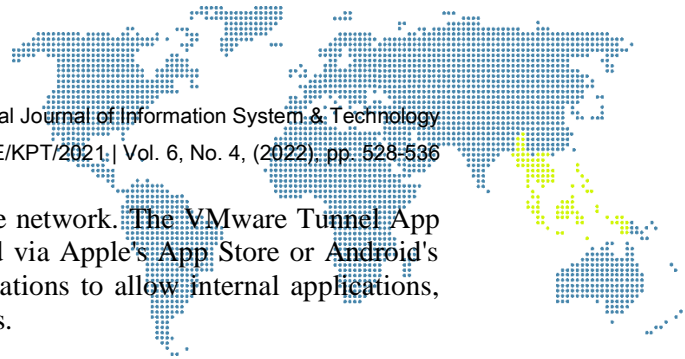 al Journal of Information System & Technology
E/KPT/2021 | Vol. 6, No. 4, (2022), pp. 528-536
e network. The VMware Tunnel App
d via Apple's App Store or Android's
ations to allow internal applications,
s.